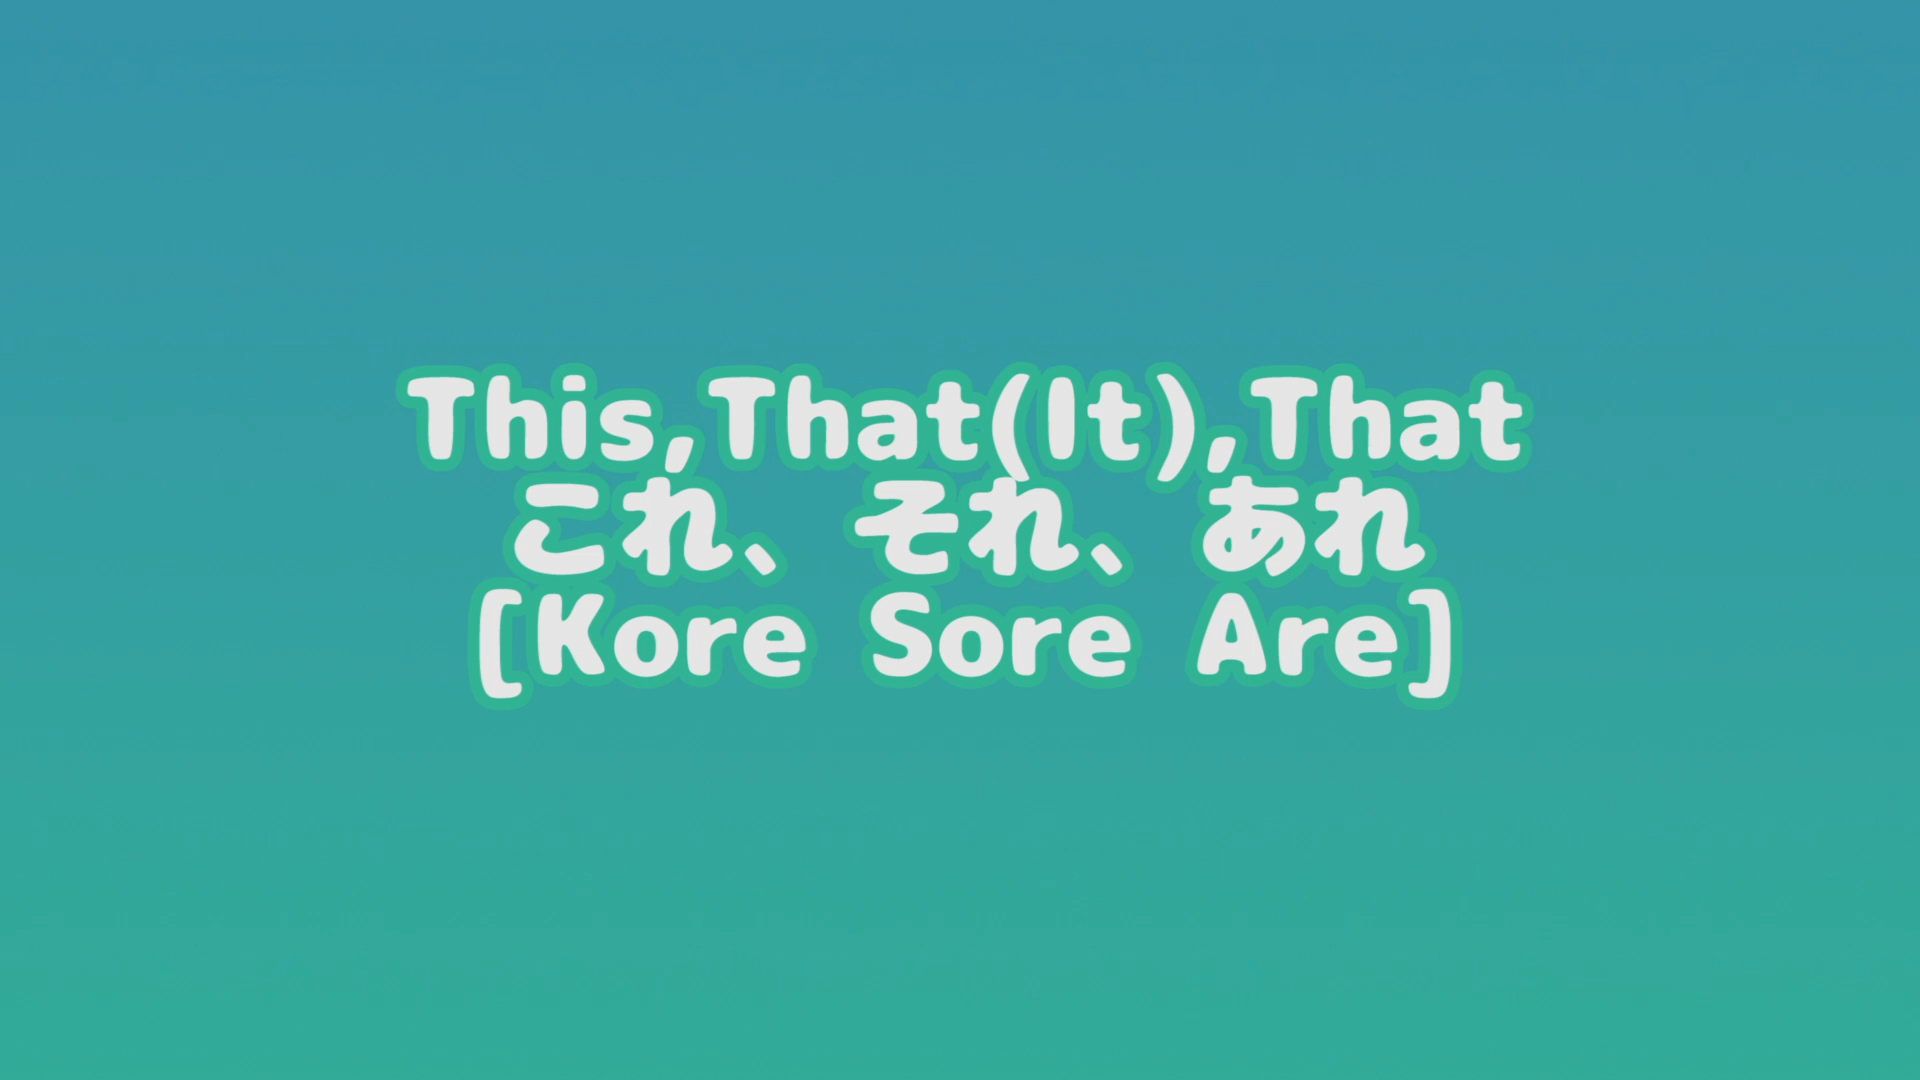 This,That(It),That
これ、それ、あれ
[Kore Sore Are]